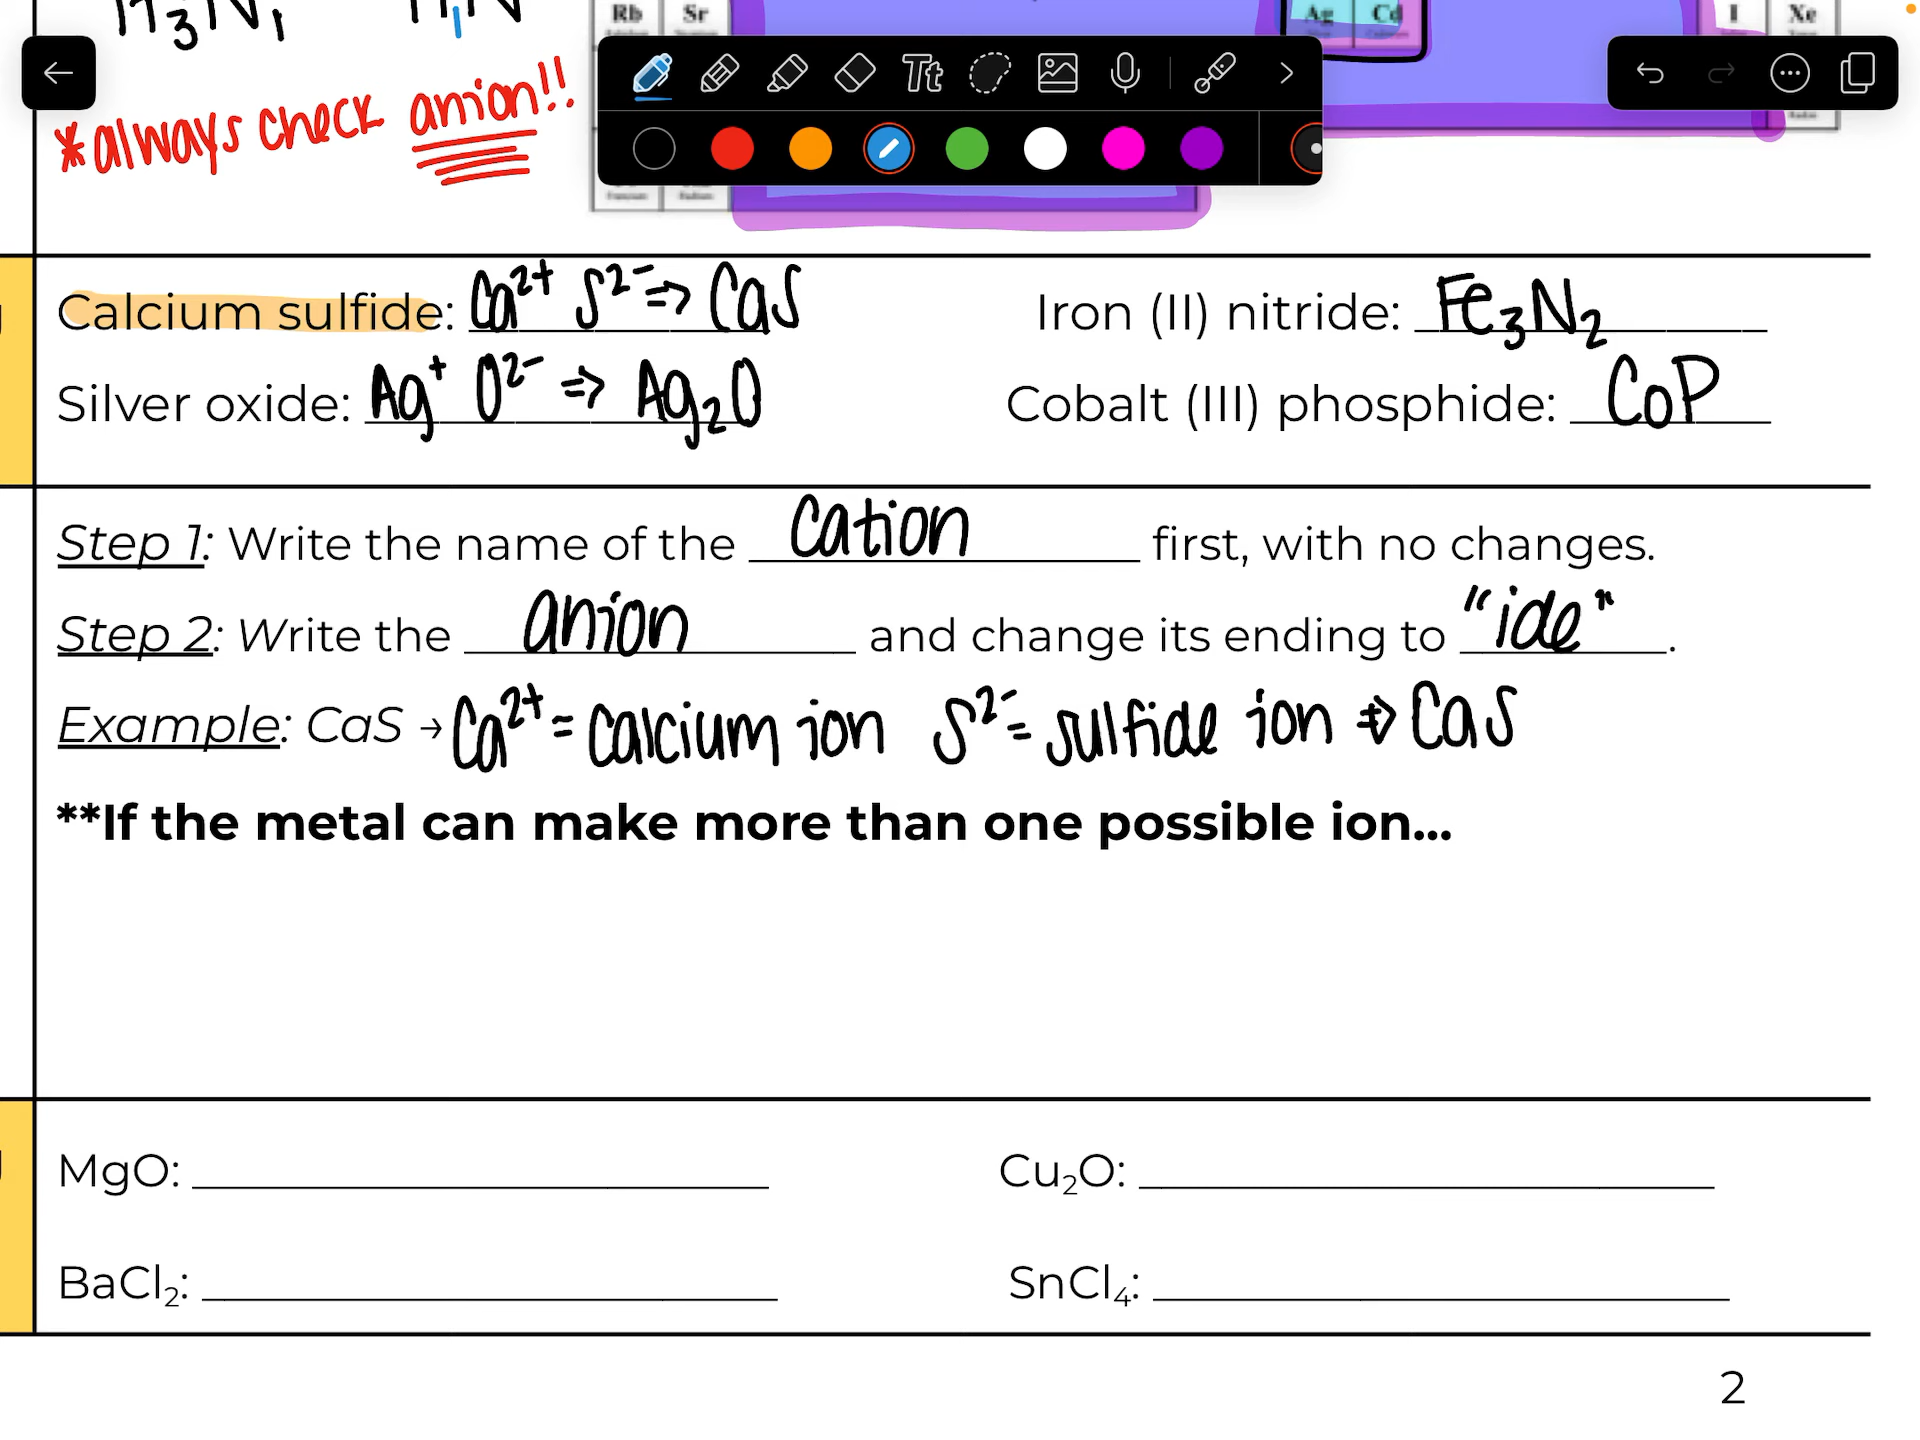 Rb Sr Ag Cd I Xe
*always check anion!!
Tt
Calcium sulfide: Ca²⁺ S²⁻ => CaS Iron (II) nitride: Fe₃N₂
Silver oxide: Ag⁺ O²⁻ => Ag₂O Cobalt (III) phosphide: CoP
Step 1: Write the name of the cation first, with no changes.
Step 2: Write the anion and change its ending to "ide".
Example: CaS → Ca²⁺ = calcium ion S²⁻ = sulfide ion => CaS
**If the metal can make more than one possible ion...
MgO: Cu₂O:
BaCl₂: SnCl₄:
2